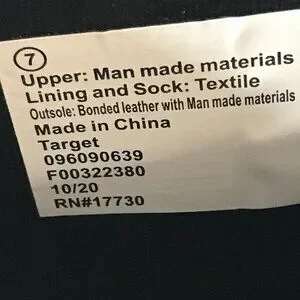 7
Upper: Man made materials
Lining and Sock: Textile
Outsole: Bonded leather with Man made materials
Made in China
Target
096090639
F00322380
10/20
RN#17730